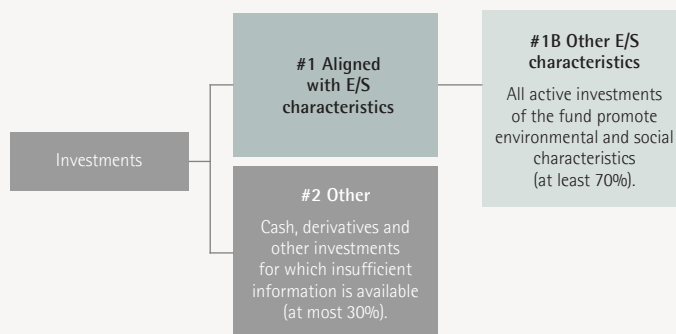 Investments
#1 Aligned
with E/S
characteristics
#2 Other
Cash, derivatives and
other investments
for which insufficient
information is available
(at most 30%).
#1B Other E/S
characteristics
All active investments
of the fund promote
environmental and social
characteristics
(at least 70%).